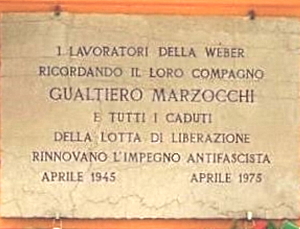 I LAVORATORI DELLA WEBER
RICORDANDO IL LORO COMPAGNO
GUALTIERO MARZOCCHI
E TUTTI I CADUTI
DELLA LOTTA DI LIBERAZIONE
RINNOVANO L'IMPEGNO ANTIFASCISTA
APRILE 1945 APRILE 1975